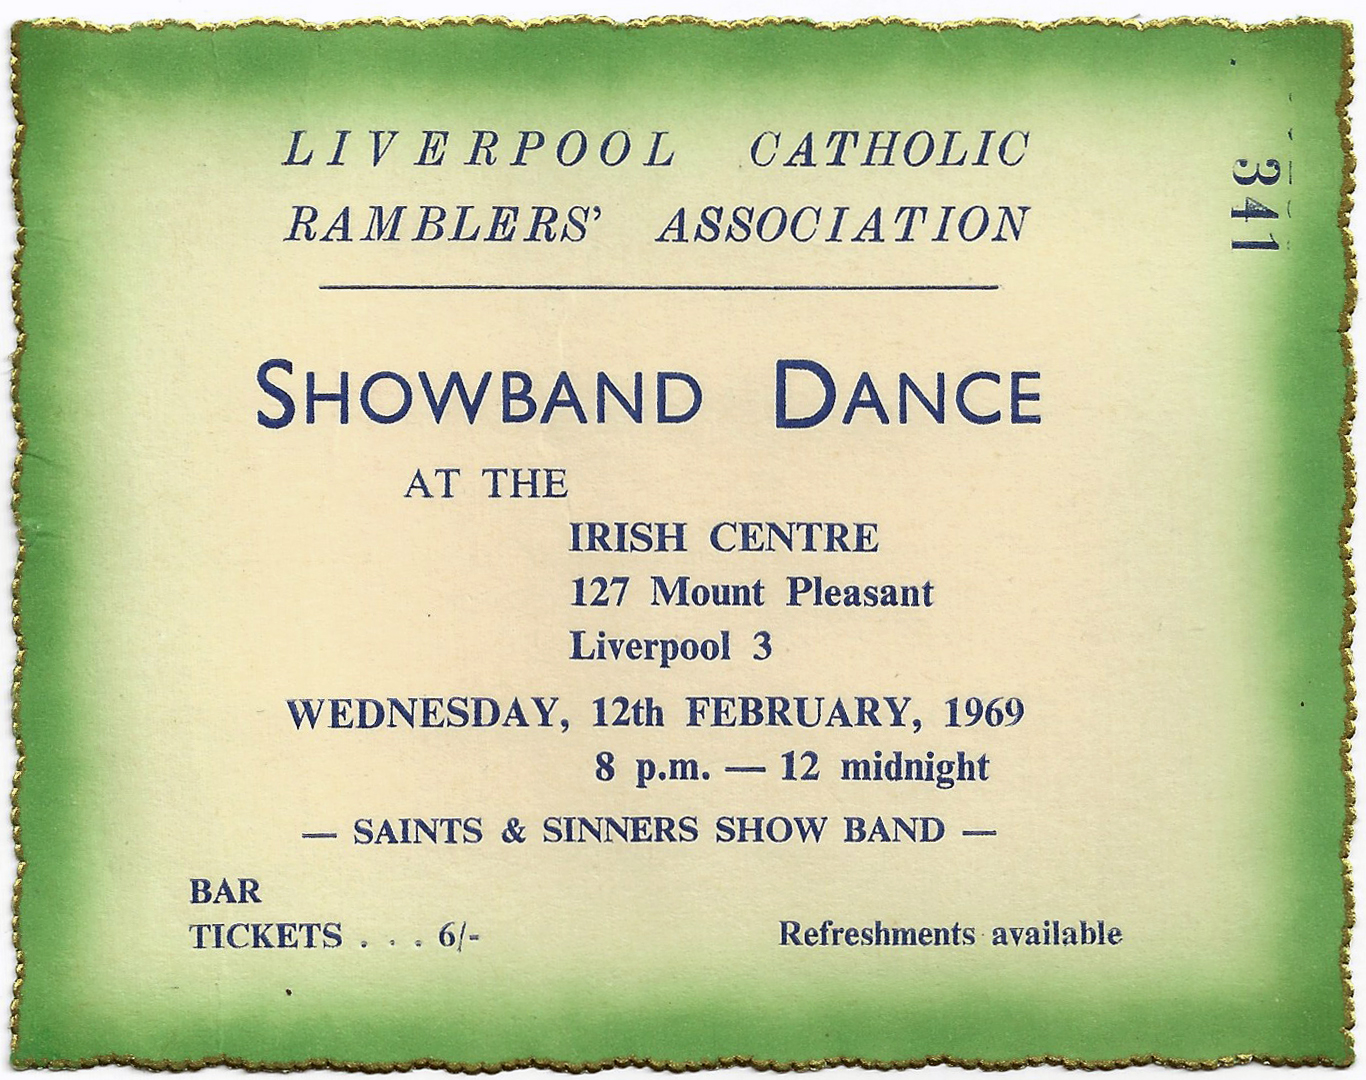 LIVERPOOL CATHOLIC
RAMBLERS' ASSOCIATION
341
SHOWBAND DANCE
AT THE
IRISH CENTRE
127 Mount Pleasant
Liverpool 3
WEDNESDAY, 12th FEBRUARY, 1969
8 p.m. — 12 midnight
— SAINTS & SINNERS SHOW BAND —
BAR
TICKETS . . . 6/-
Refreshments available